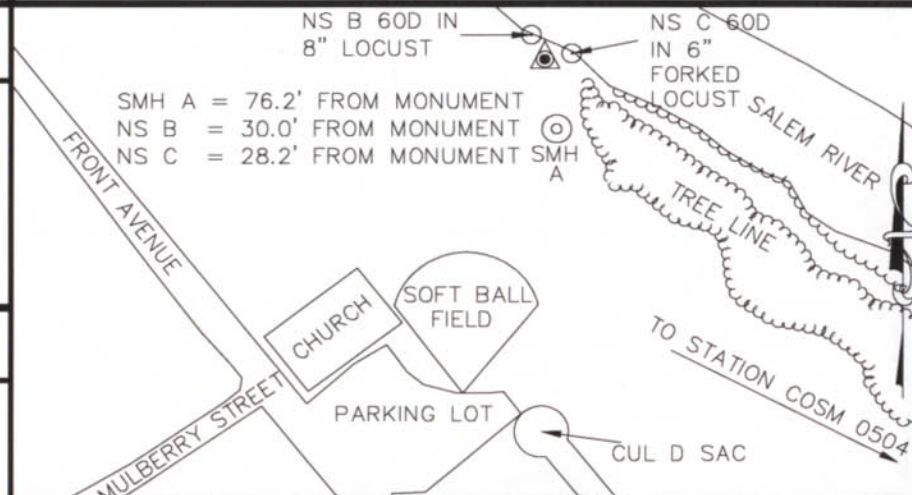 NS B 60D IN
8" LOCUST
NS C 60D
IN 6"
FORKED
LOCUST
SMH A = 76.2' FROM MONUMENT
NS B = 30.0' FROM MONUMENT
NS C = 28.2' FROM MONUMENT
SMH
A
SALEM RIVER
FRONT AVENUE
TREE LINE
CHURCH
SOFT BALL
FIELD
TO STATION COSM 0504
PARKING LOT
MULBERRY STREET
CUL D SAC